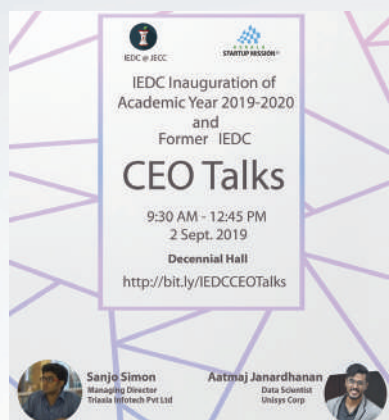 IEDC @ JECC
KERALA
STARTUP MISSION
IEDC Inauguration of
Academic Year 2019-2020
and
Former IEDC
CEO Talks
9:30 AM - 12:45 PM
2 Sept. 2019
Decennial Hall
http://bit.ly/IEDCCEOTalks
Sanjo Simon
Managing Director
Triaxia Infotech Pvt Ltd
Aatmaj Janardhanan
Data Scientist
Unisys Corp